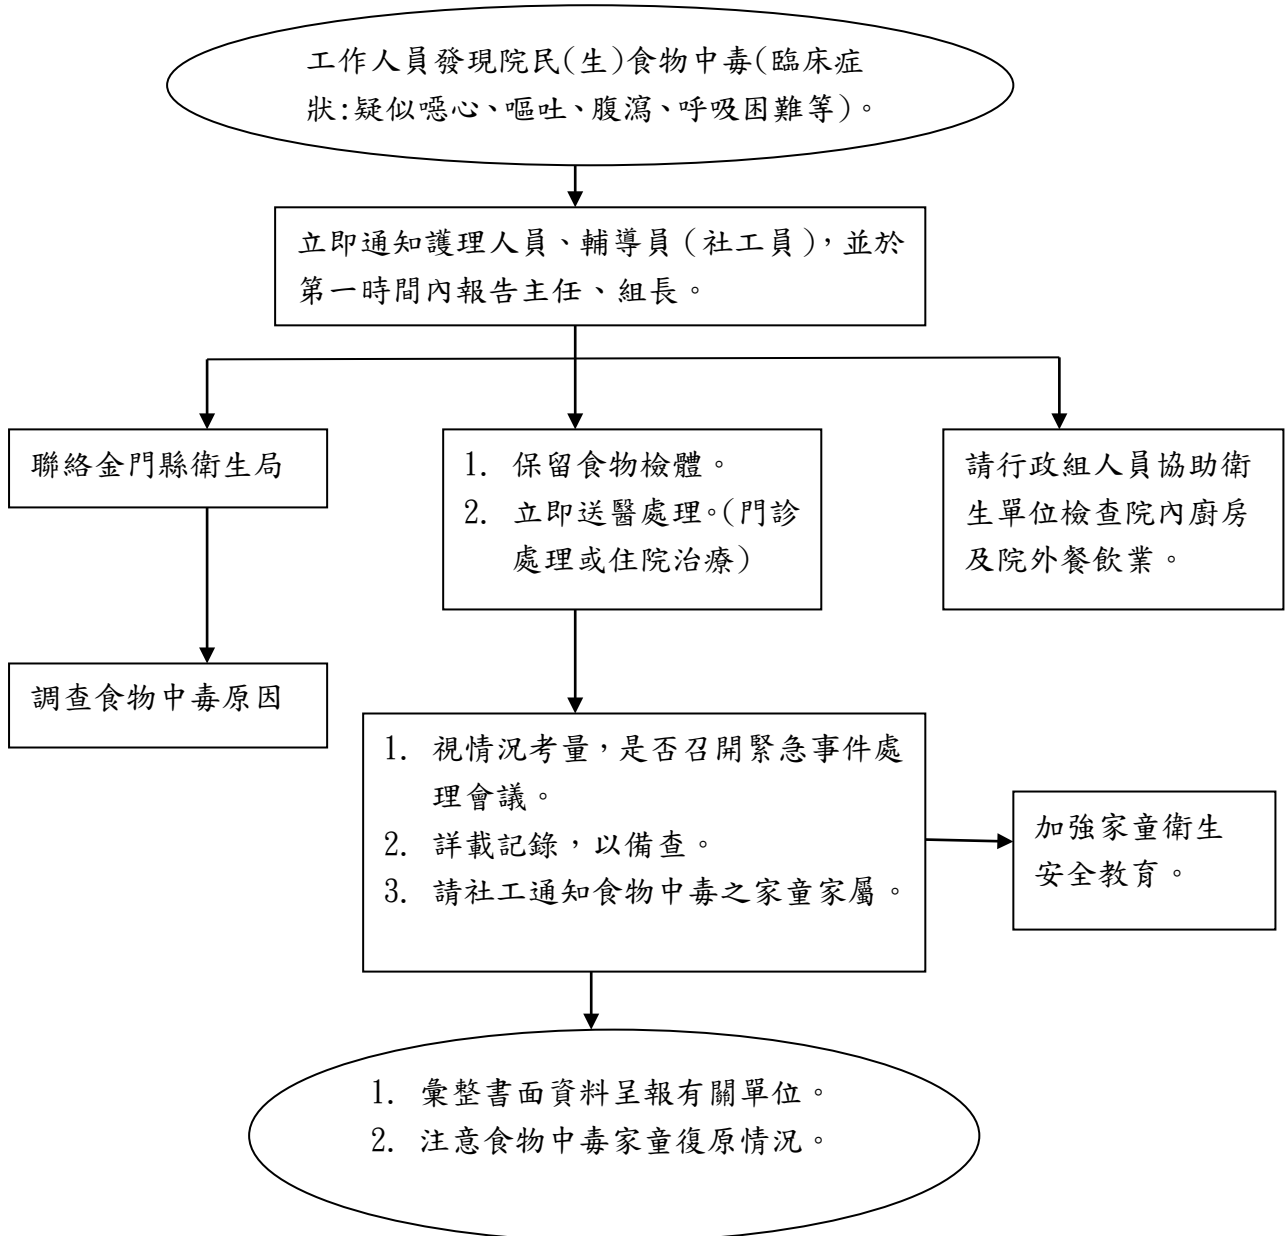 工作人員發現院民(生)食物中毒(臨床症
狀:疑似噁心、嘔吐、腹瀉、呼吸困難等)。
立即通知護理人員、輔導員(社工員),並於
第一時間內報告主任、組長。
聯絡金門縣衛生局
1. 保留食物檢體。
2. 立即送醫處理。(門診
處理或住院治療)
請行政組人員協助衛
生單位檢查院內廚房
及院外餐飲業。
調查食物中毒原因
1. 視情況考量,是否召開緊急事件處
理會議。
2. 詳載記錄,以備查。
3. 請社工通知食物中毒之家童家屬。
加強家童衛生
安全教育。
1. 彙整書面資料呈報有關單位。
2. 注意食物中毒家童復原情況。